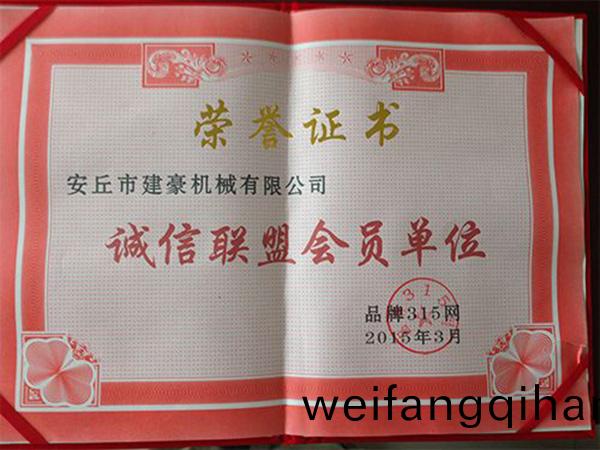 荣誉证书
安丘市建豪机械有限公司
诚信联盟会员单位
品牌315网
2015年3月
weifangqiha